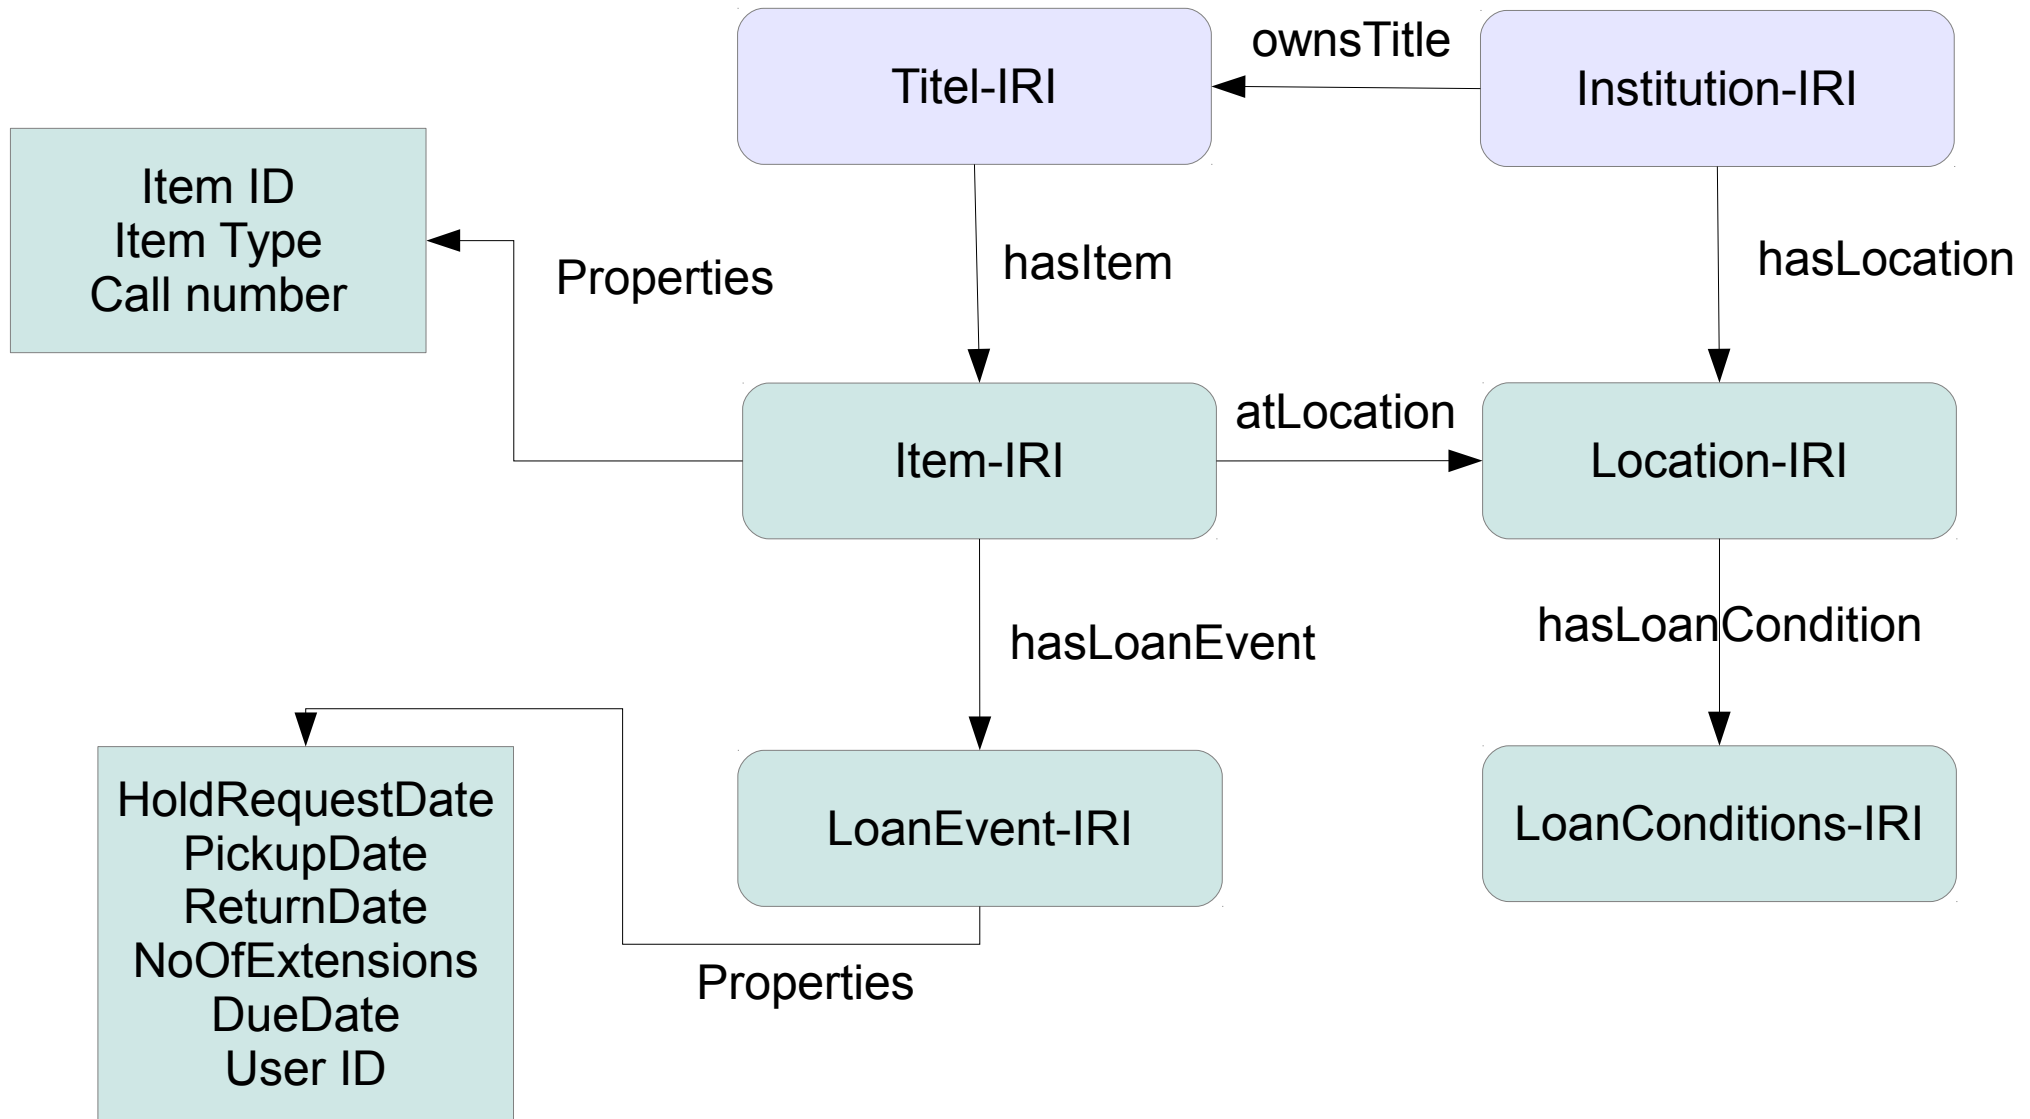 ownsTitle
Titel-IRI
Institution-IRI
Item ID
Item Type
Call number
Properties
hasItem
hasLocation
atLocation
Item-IRI
Location-IRI
hasLoanEvent
hasLoanCondition
HoldRequestDate
PickupDate
ReturnDate
NoOfExtensions
DueDate
User ID
LoanEvent-IRI
LoanConditions-IRI
Properties